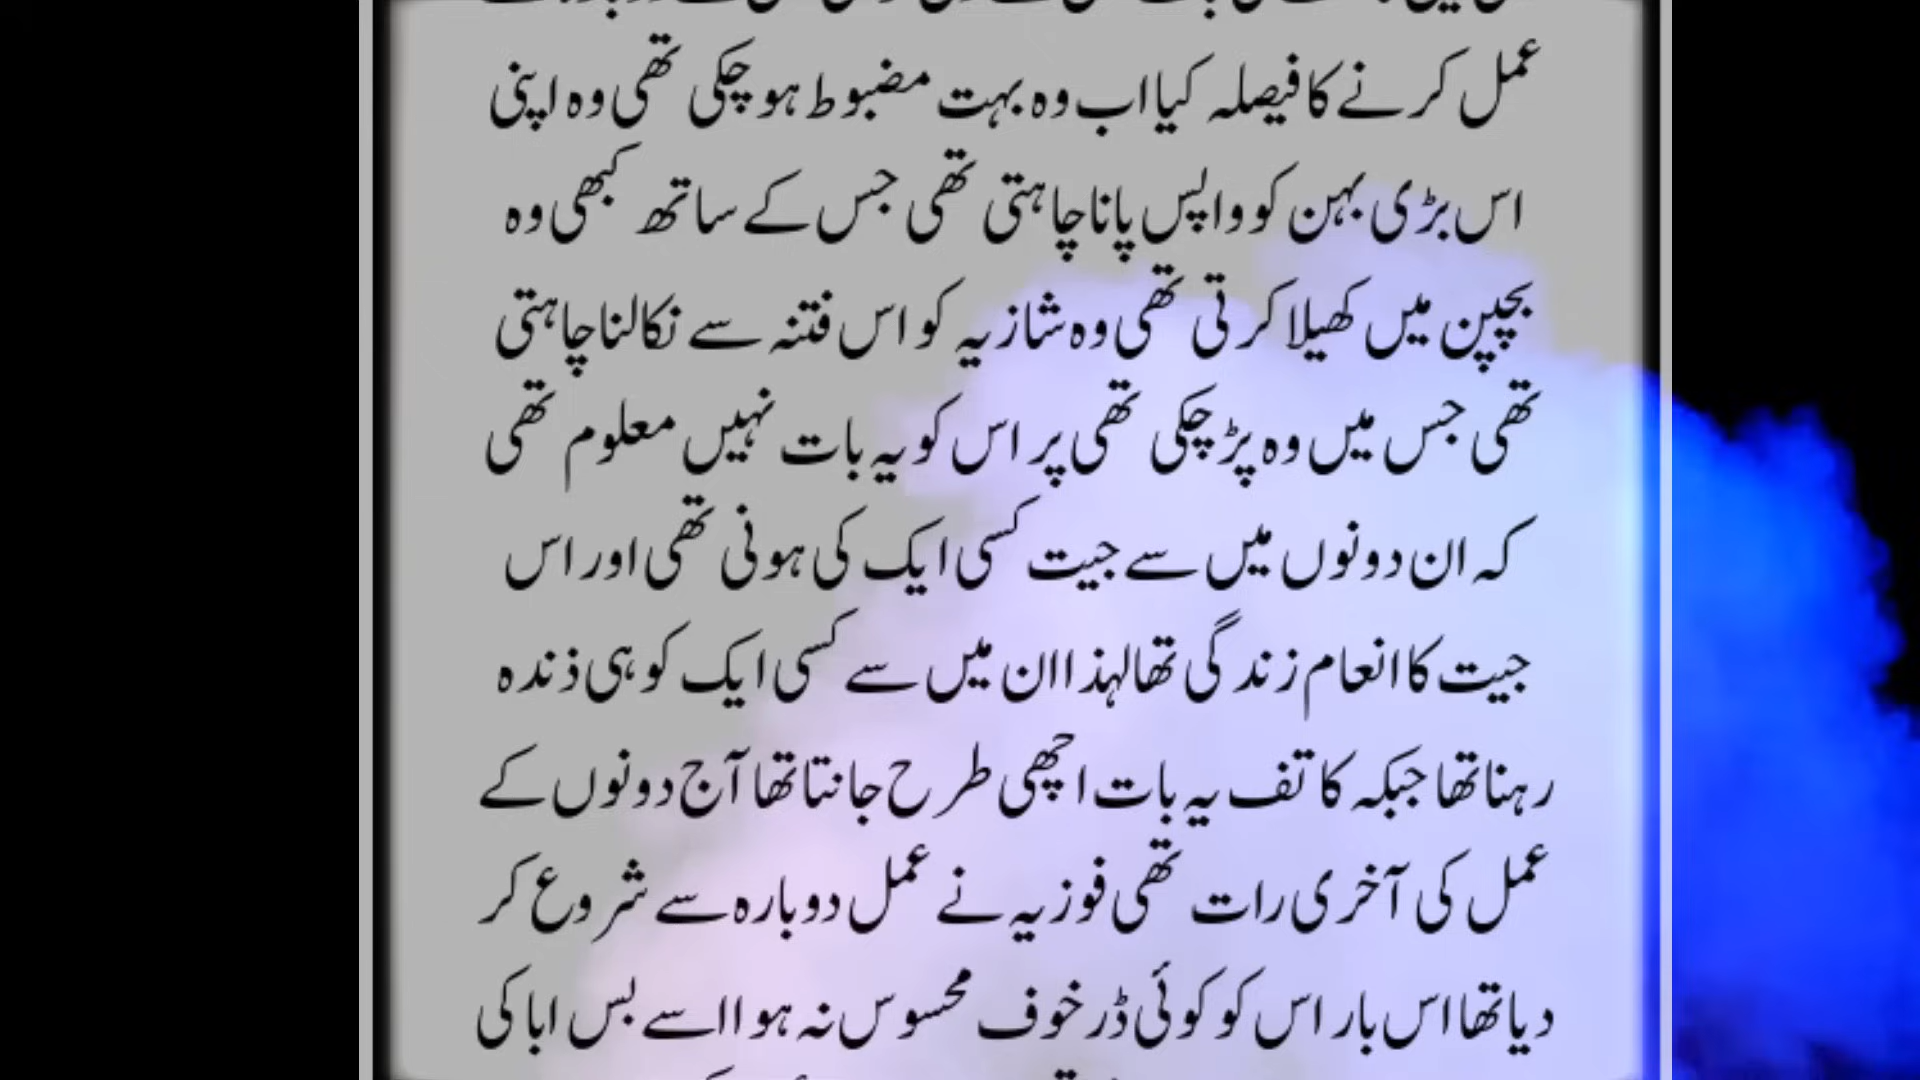 عمل کرنے کا فیصلہ کیا اب وہ بہت مضبوط ہو چکی تھی وہ اپنی
اس بڑی بہن کو واپس پانا چاہتی تھی جس کے ساتھ کبھی وہ
بچپن میں کھیلا کرتی تھی وہ شازیہ کو اس فتنہ سے نکالنا چاہتی
تھی جس میں وہ پڑ چکی تھی پر اس کو یہ بات نہیں معلوم تھی
کہ ان دونوں میں سے جیت کسی ایک کی ہونی تھی اور اس
جیت کا انعام زندگی تھا لہذا ان میں سے کسی ایک کو ہی ذندہ
رہنا تھا جبکہ کاتف یہ بات اچھی طرح جانتا تھا آج دونوں کے
عمل کی آخری رات تھی فوزیہ نے عمل دوبارہ سے شروع کر
دیا تھا اس بار اس کو کوئی ڈر خوف محسوس نہ ہوا اسے بس ابا کی